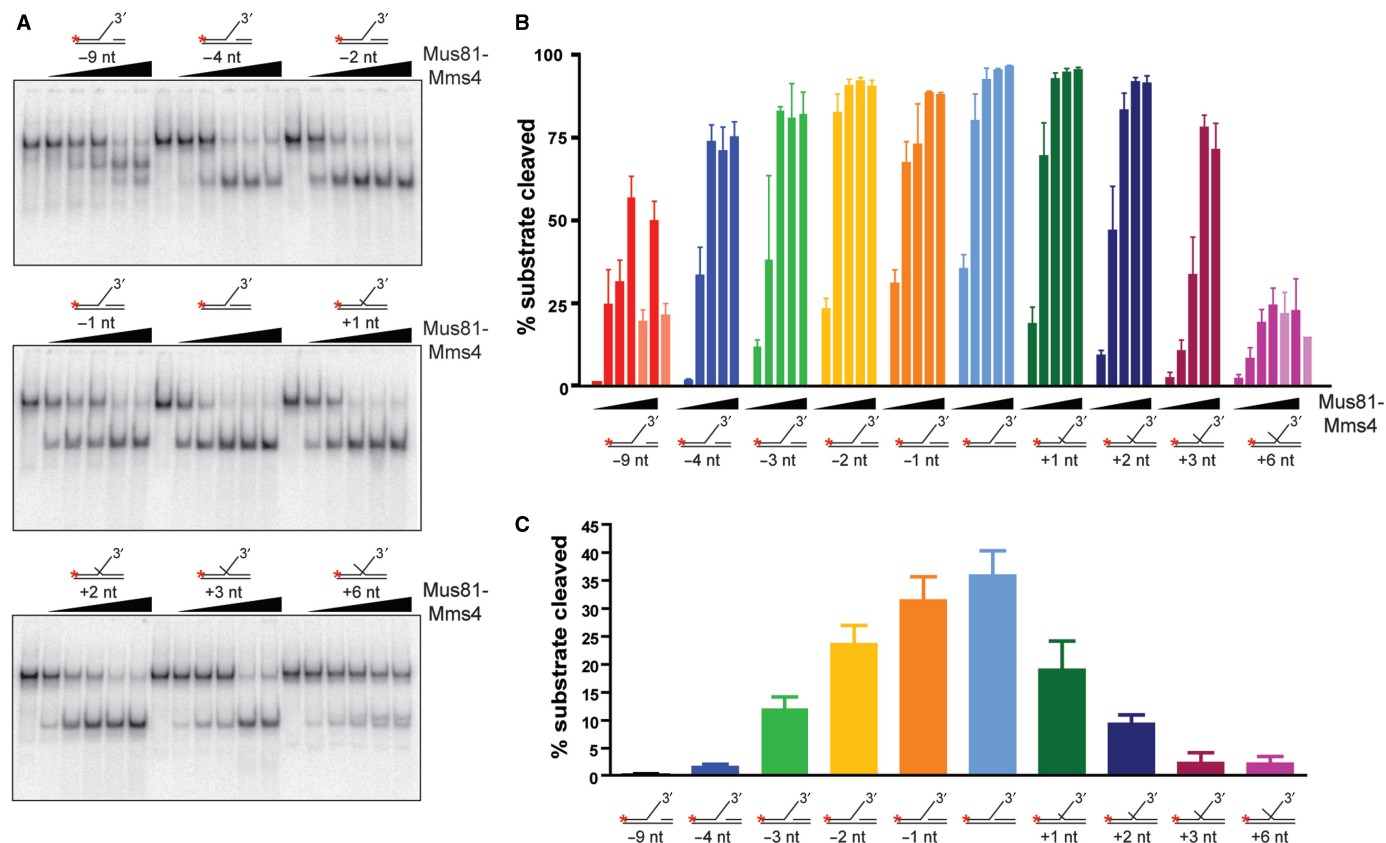 A
3′ 3′ 3′
* * *
−9 nt −4 nt −2 nt
Mus81-
Mms4
3′ 3′ 3′
* * *
−1 nt +1 nt
Mus81-
Mms4
3′ 3′ 3′
* * *
+2 nt +3 nt +6 nt
Mus81-
Mms4
B
% substrate cleaved
100
75
50
25
0
Mus81-
Mms4
3′ 3′ 3′ 3′ 3′ 3′ 3′ 3′ 3′ 3′
* * * * * * * * * *
−9 nt −4 nt −3 nt −2 nt −1 nt +1 nt +2 nt +3 nt +6 nt
C
% substrate cleaved
45
40
35
30
25
20
15
10
5
0
3′ 3′ 3′ 3′ 3′ 3′ 3′ 3′ 3′ 3′
* * * * * * * * * *
−9 nt −4 nt −3 nt −2 nt −1 nt +1 nt +2 nt +3 nt +6 nt